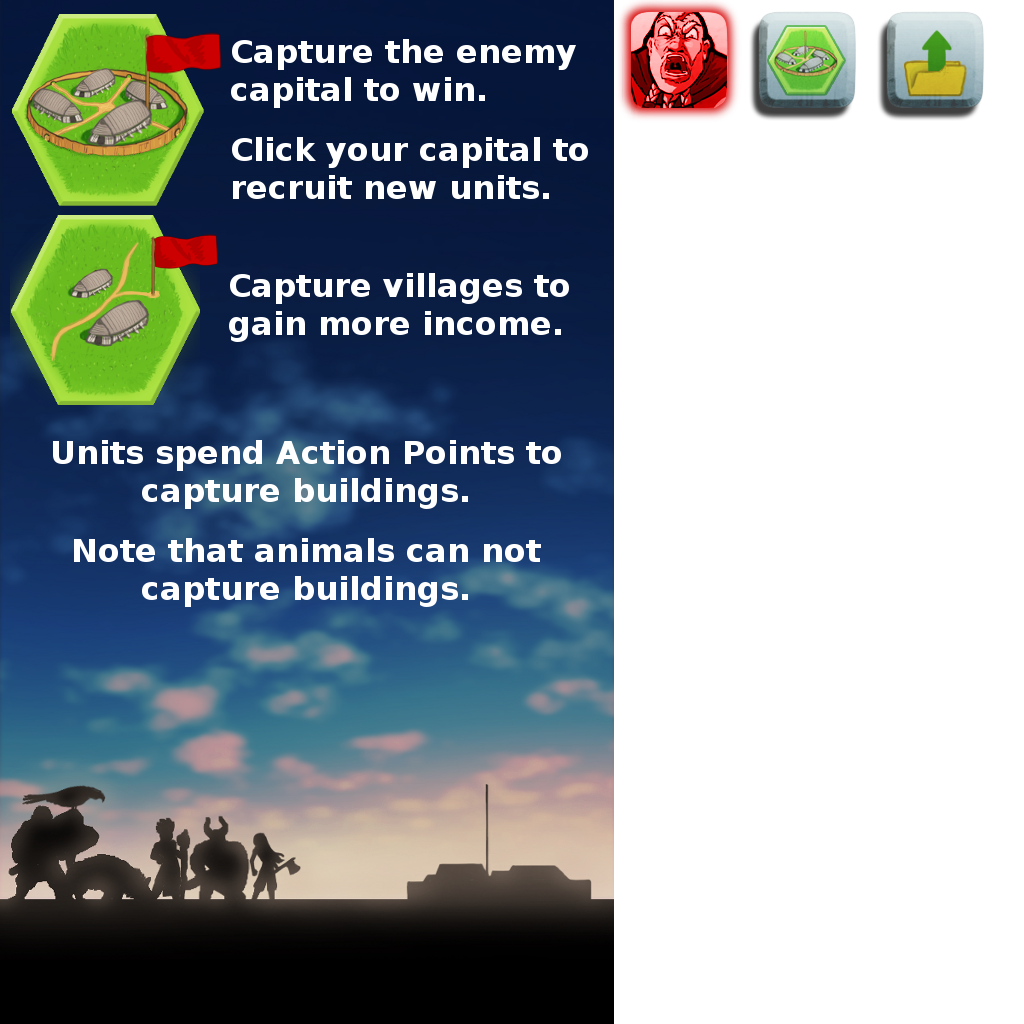 Capture the enemy
capital to win.
Click your capital to
recruit new units.
Capture villages to
gain more income.
Units spend Action Points to
capture buildings.
Note that animals can not
capture buildings.